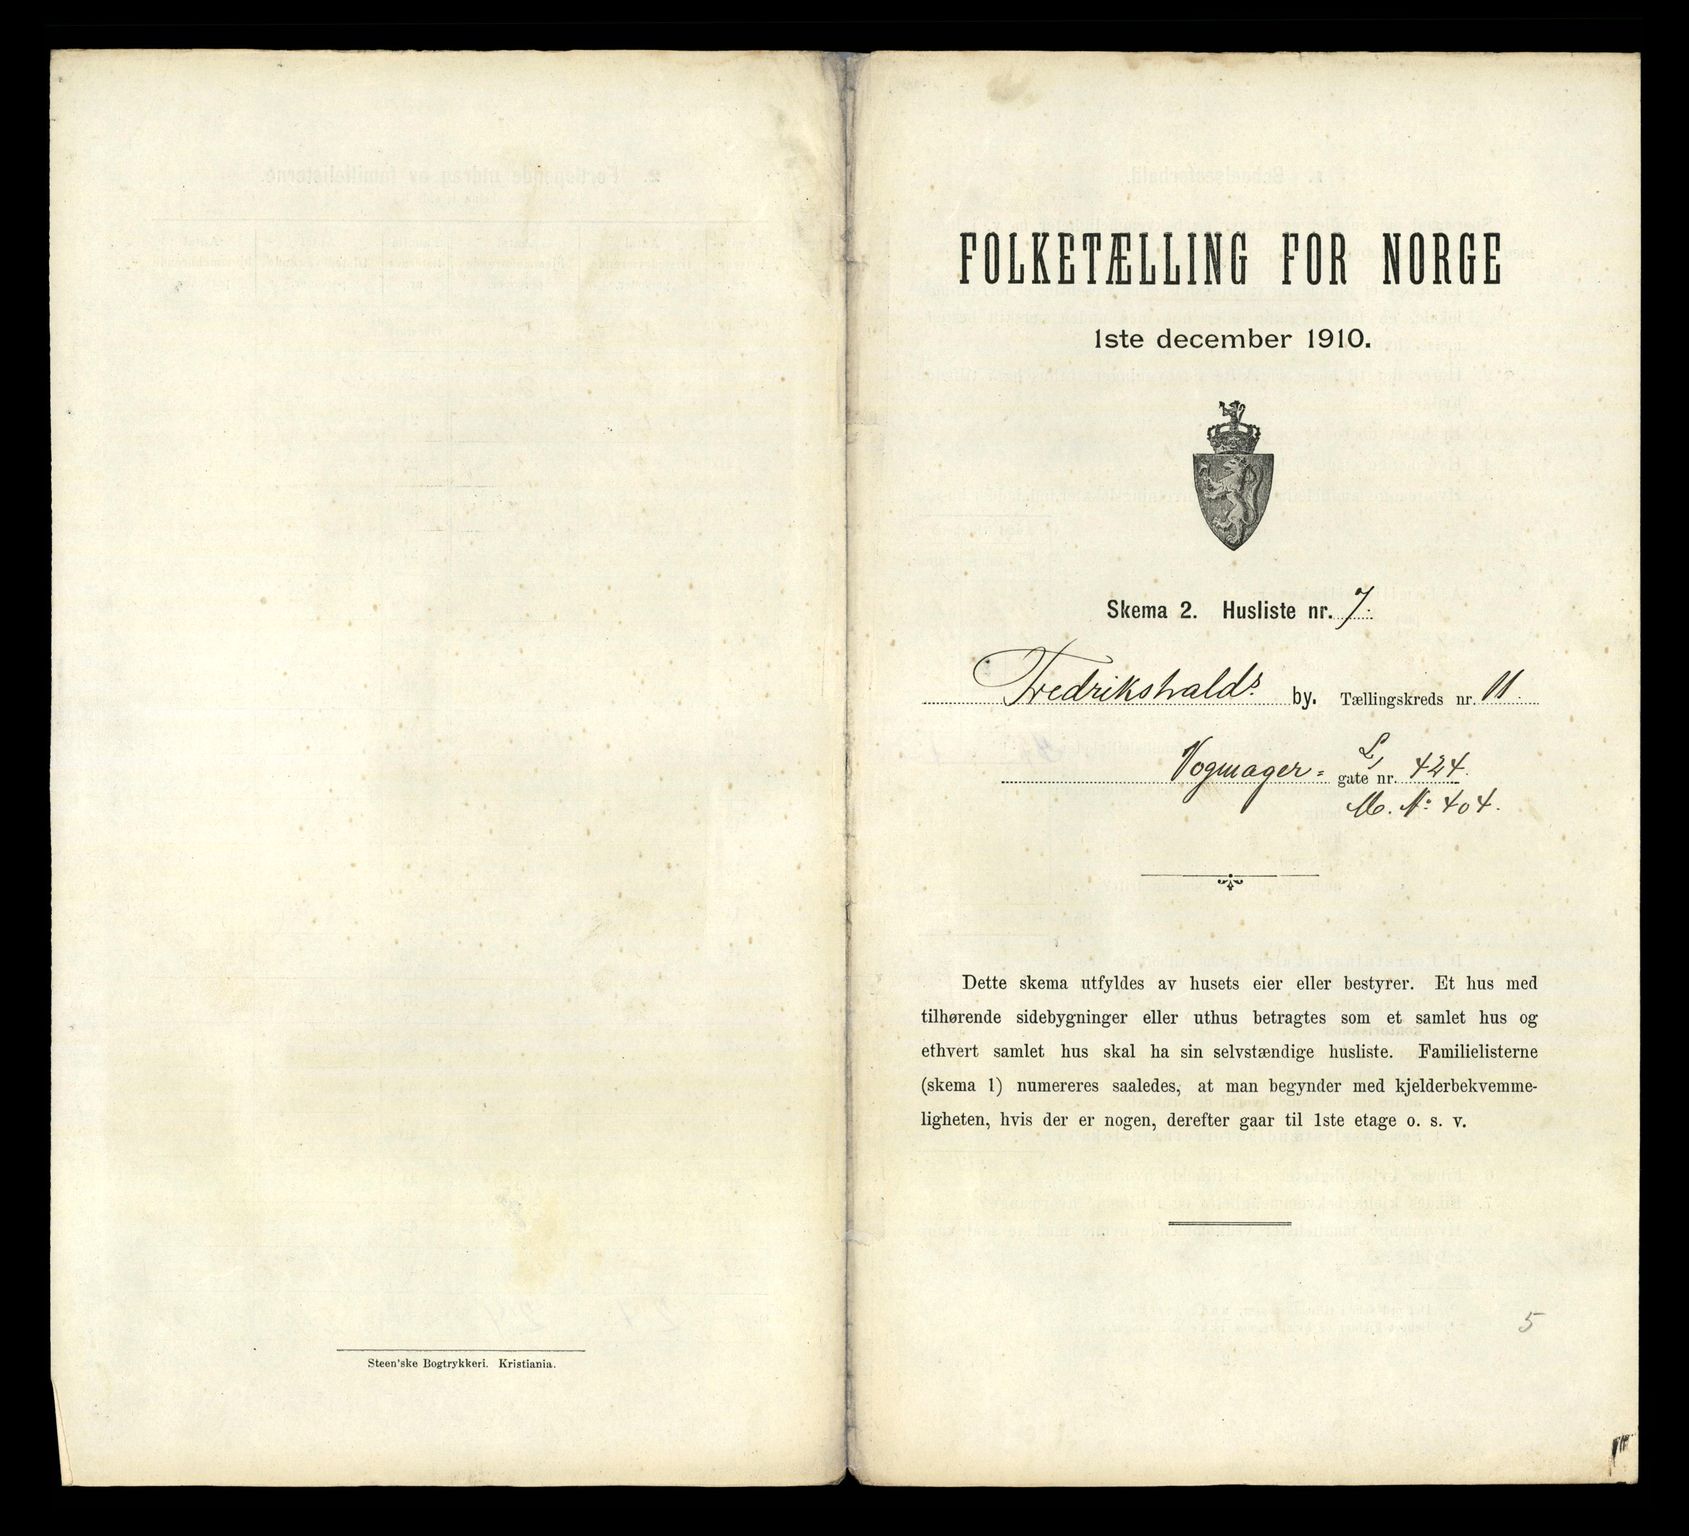 Steen'ske Bogtrykkeri. Kristiania.
FOLKETÆLLING FOR NORGE
1ste december 1910.
Skema 2. Husliste nr. 7.
Fredrikshalds by. Tællingskreds nr. 11.
Vogmager= gate nr. L, 424.
M. No 404.
Dette skema utfyldes av husets eier eller bestyrer. Et hus med
tilhørende sidebygninger eller uthus betragtes som et samlet hus og
ethvert samlet hus skal ha sin selvstændige husliste. Familielisterne
(skema 1) numereres saaledes, at man begynder med kjelderbekvemme-
ligheten, hvis der er nogen, derefter gaar til 1ste etage o. s. v.
5